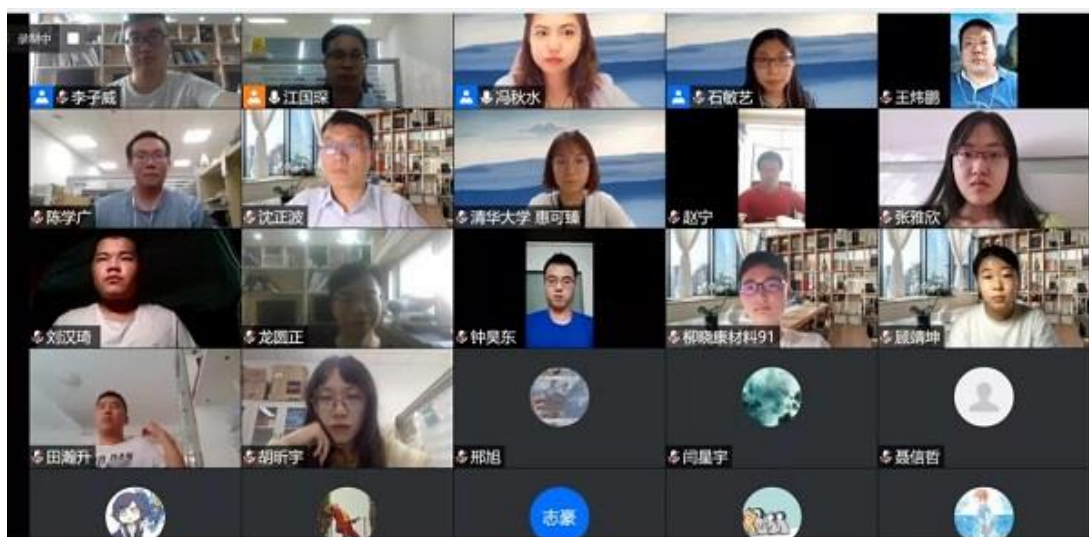 录制中
李子威
江国琛
冯秋水
石敏艺
王炜鹏
陈学广
沈正波
清华大学 惠可臻
赵宁
张雅欣
刘汉琦
龙圆正
钟昊东
柳晓康材料91
顾靖坤
田瀚升
胡昕宇
邢旭
闫星宇
聂信哲
志豪